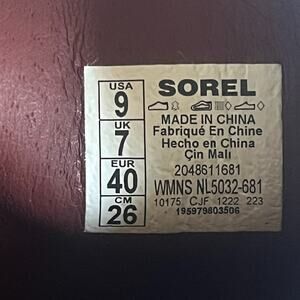 USA
9
UK
7
EUR
40
CM
26
SOREL
MADE IN CHINA
Fabriqué En Chine
Hecho en China
Çin Malı
2048611681
WMNS NL5032-681
10175 CJF 1222 223
195979803506